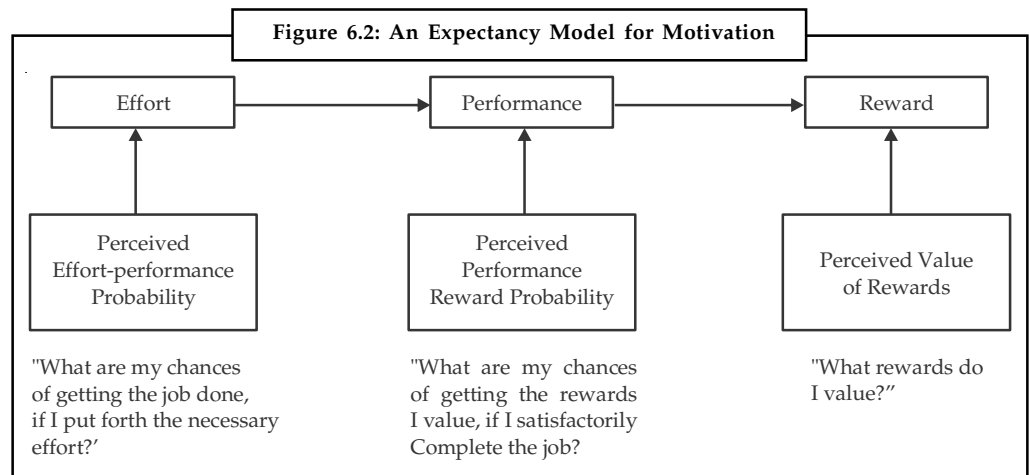 Figure 6.2: An Expectancy Model for Motivation
Effort
Performance
Reward
Perceived
Effort-performance
Probability
Perceived
Performance
Reward Probability
Perceived Value
of Rewards
"What are my chances
of getting the job done,
if I put forth the necessary
effort?'
"What are my chances
of getting the rewards
I value, if I satisfactorily
Complete the job?
"What rewards do
I value?”